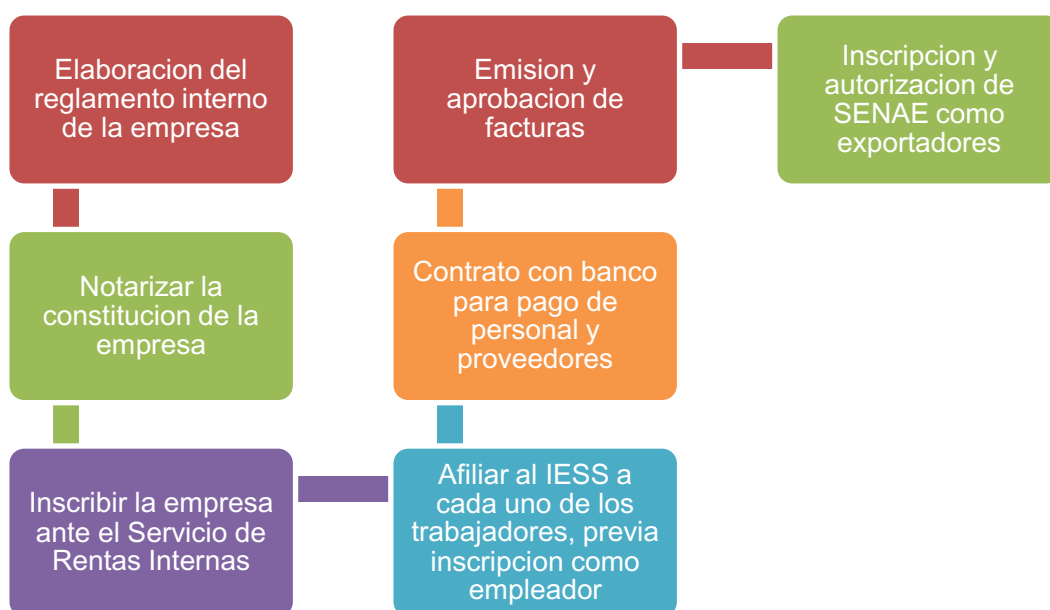 Elaboracion del
reglamento interno
de la empresa
Notarizar la
constitucion de la
empresa
Inscribir la empresa
ante el Servicio de
Rentas Internas
Afiliar al IESS a
cada uno de los
trabajadores, previa
inscripcion como
empleador
Contrato con banco
para pago de
personal y
proveedores
Emision y
aprobacion de
facturas
Inscripcion y
autorizacion de
SENAE como
exportadores